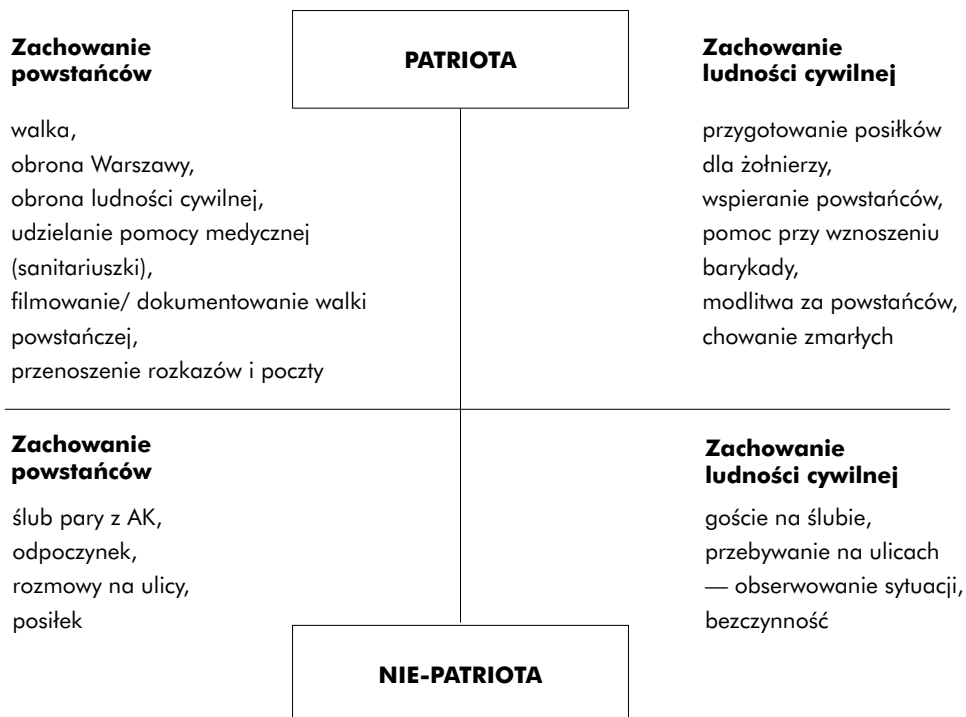 PATRIOTA
Zachowanie
powstańców
walka,
obrona Warszawy,
obrona ludności cywilnej,
udzielanie pomocy medycznej
(sanitariuszki),
filmowanie/ dokumentowanie walki
powstańczej,
przenoszenie rozkazów i poczty
Zachowanie
ludności cywilnej
przygotowanie posiłków
dla żołnierzy,
wspieranie powstańców,
pomoc przy wznoszeniu
barykady,
modlitwa za powstańców,
chowanie zmarłych
Zachowanie
powstańców
ślub pary z AK,
odpoczynek,
rozmowy na ulicy,
posiłek
Zachowanie
ludności cywilnej
goście na ślubie,
przebywanie na ulicach
— obserwowanie sytuacji,
bezczynność
NIE-PATRIOTA